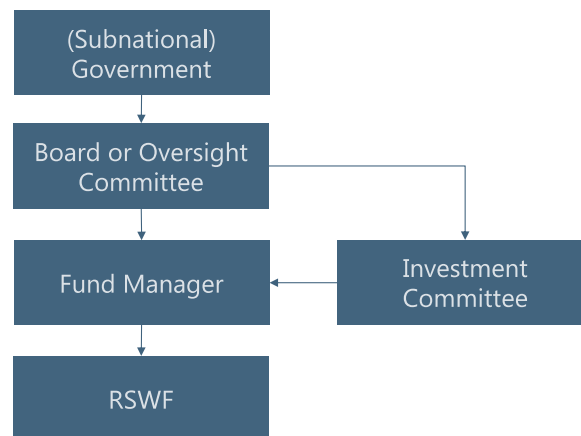 (Subnational)
Government
Board or Oversight
Committee
Fund Manager
Investment
Committee
RSWF